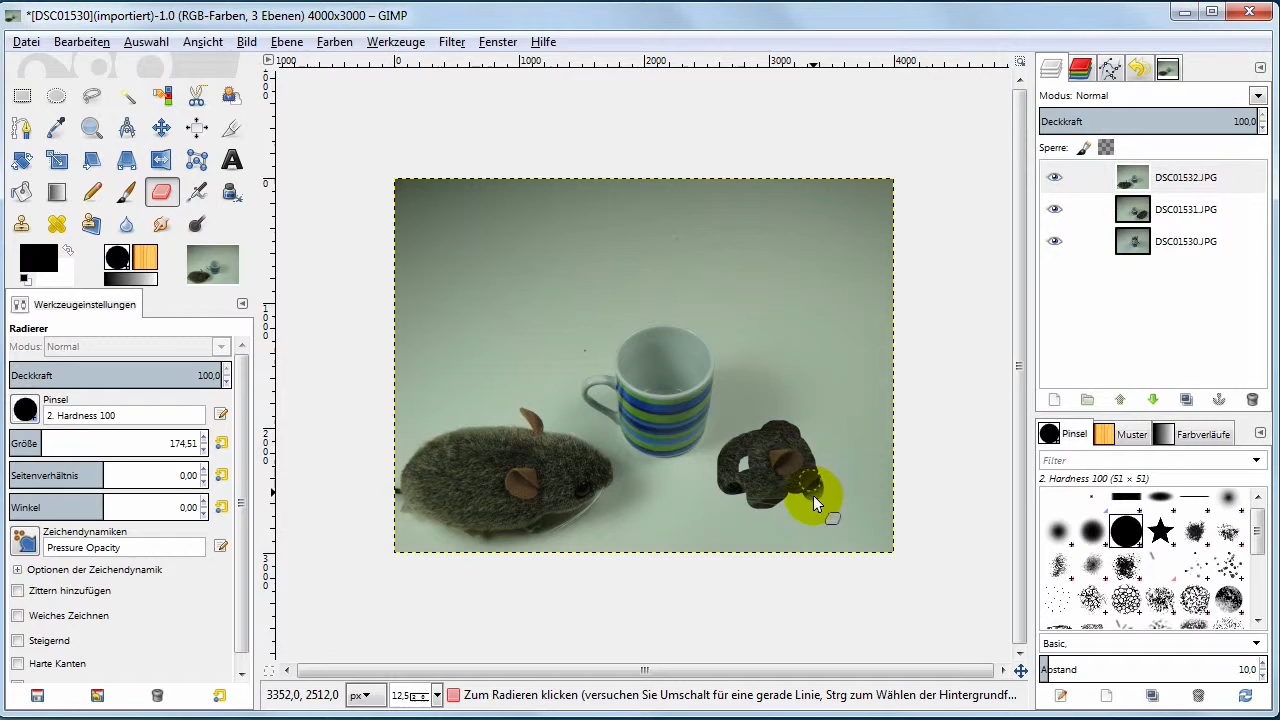 *[DSC01530](importiert)-1.0 (RGB-Farben, 3 Ebenen) 4000x3000 – GIMP
Datei Bearbeiten Auswahl Ansicht Bild Ebene Farben Werkzeuge Filter Fenster Hilfe
1000 0 1000 2000 3000 4000
Modus: Normal
Deckkraft 100,0
Sperre:
DSC01532.JPG
DSC01531.JPG
DSC01530.JPG
Werkzeugeinstellungen
Radierer
Modus: Normal
Deckkraft 100,0
Pinsel
2. Hardness 100
Größe 174,51
Seitenverhältnis 0,00
Winkel 0,00
Zeichendynamiken
Pressure Opacity
Optionen der Zeichendynamik
Zittern hinzufügen
Weiches Zeichnen
Steigernd
Harte Kanten
Pinsel Muster Farbverläufe
Filter
2. Hardness 100 (51 × 51)
Basic,
Abstand 10,0
3352,0, 2512,0 px 12,5 Zum Radieren klicken (versuchen Sie Umschalt für eine gerade Linie, Strg zum Wählen der Hintergrundf...